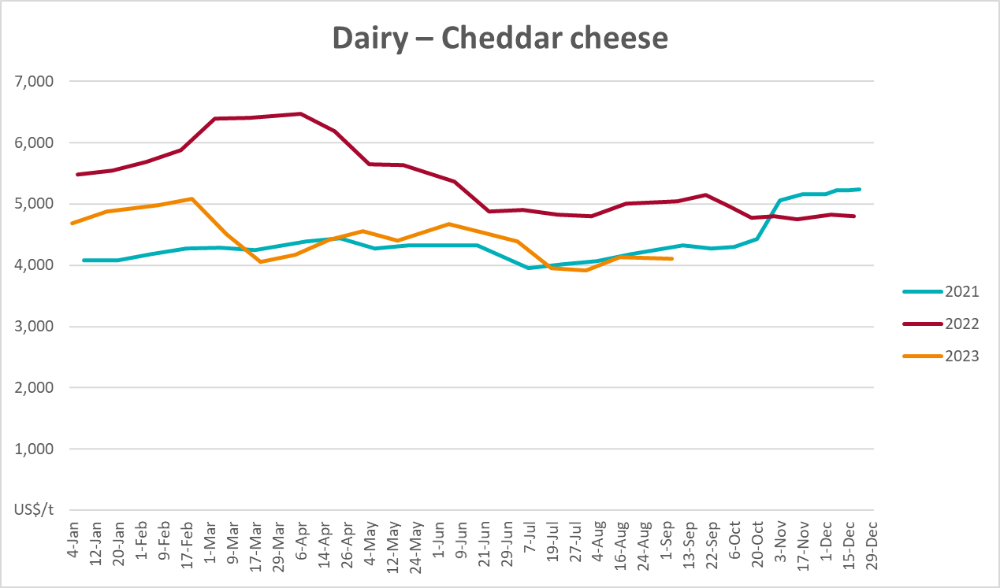 Dairy – Cheddar cheese
7,000
6,000
5,000
4,000
3,000
2,000
1,000
US$/t
4-Jan
12-Jan
20-Jan
1-Feb
9-Feb
17-Feb
1-Mar
9-Mar
17-Mar
29-Mar
6-Apr
14-Apr
26-Apr
4-May
12-May
24-May
1-Jun
9-Jun
21-Jun
29-Jun
7-Jul
19-Jul
27-Jul
4-Aug
16-Aug
24-Aug
1-Sep
13-Sep
22-Sep
6-Oct
20-Oct
3-Nov
17-Nov
1-Dec
15-Dec
29-Dec
2021
2022
2023